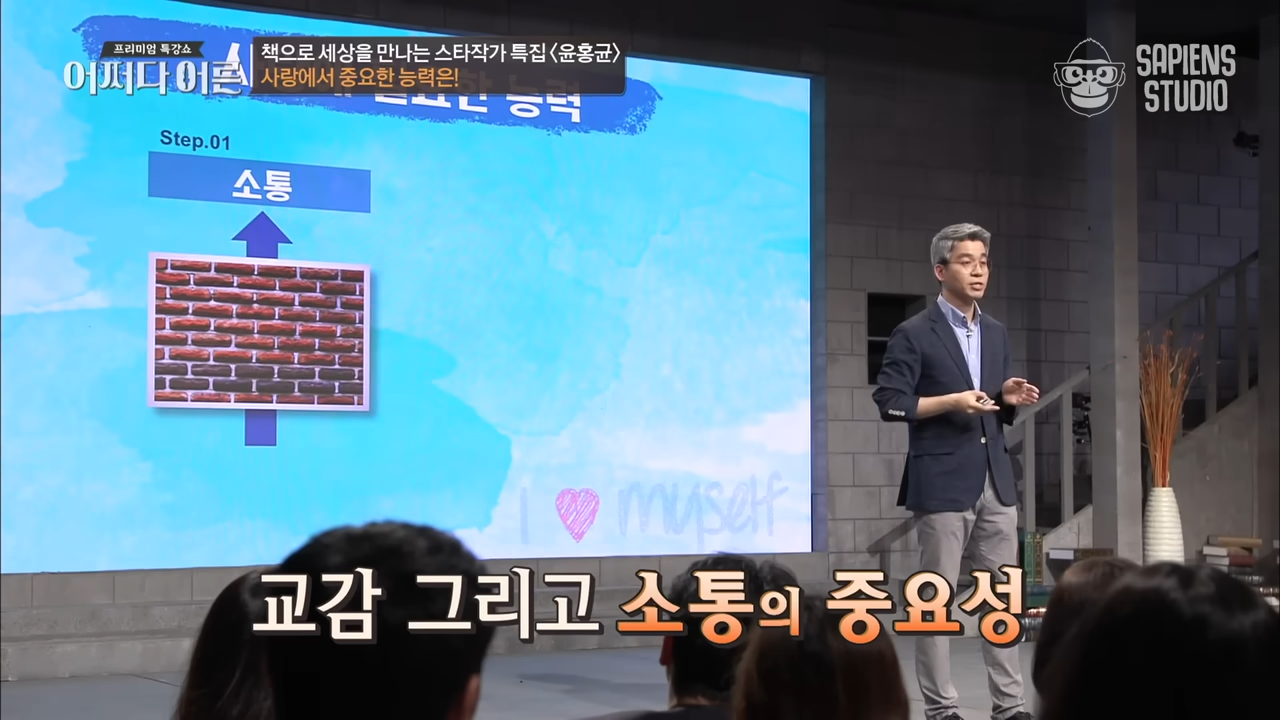 프리미엄 특강쇼
어쩌다 어른
책으로 세상을 만나는 스타작가 특집 <윤홍균>
사랑에서 중요한 능력은!
SAPIENS
STUDIO
능력
Step.01
소통
I myself
교감 그리고 소통의 중요성